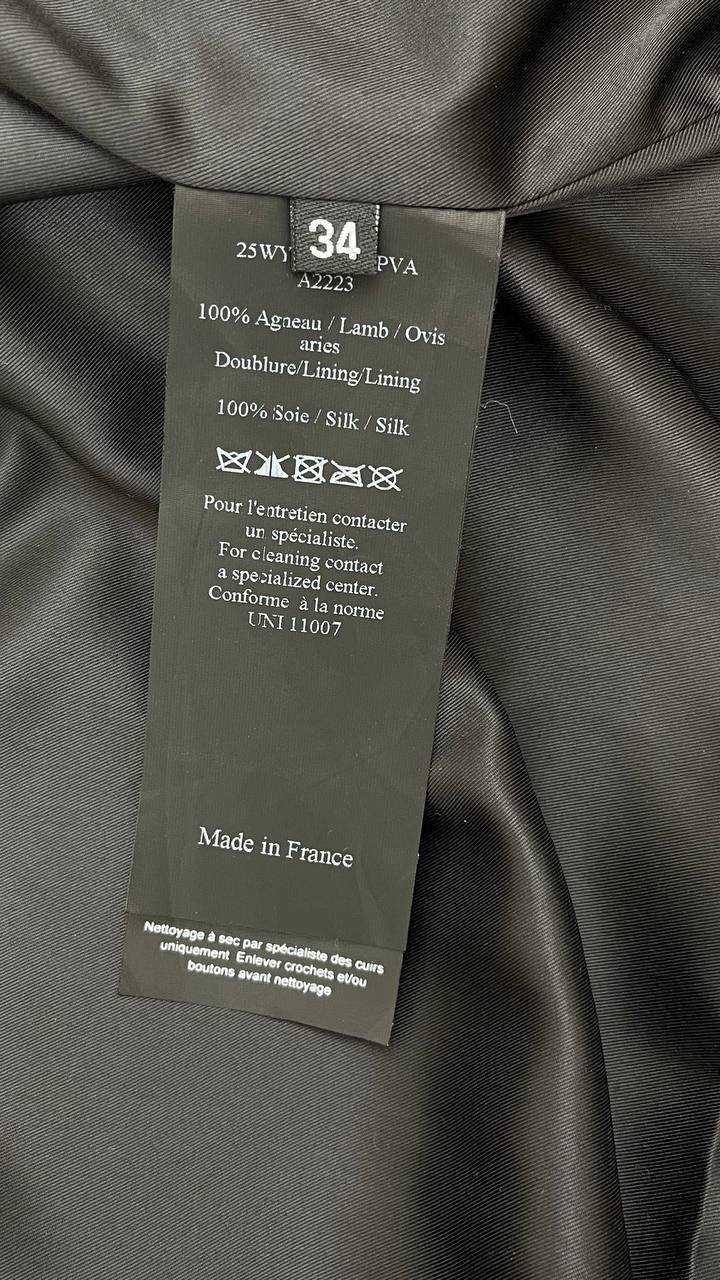 34
25WY PVA
A2223
100% Agneau / Lamb / Ovis
aries
Doublure/Lining/Lining
100% Soie / Silk / Silk
Pour l'entretien contacter
un spécialiste.
For cleaning contact
a specialized center.
Conforme à la norme
UNI 11007
Made in France
Nettoyage à sec par spécialiste des cuirs
uniquement Enlever crochets et/ou
boutons avant nettoyage